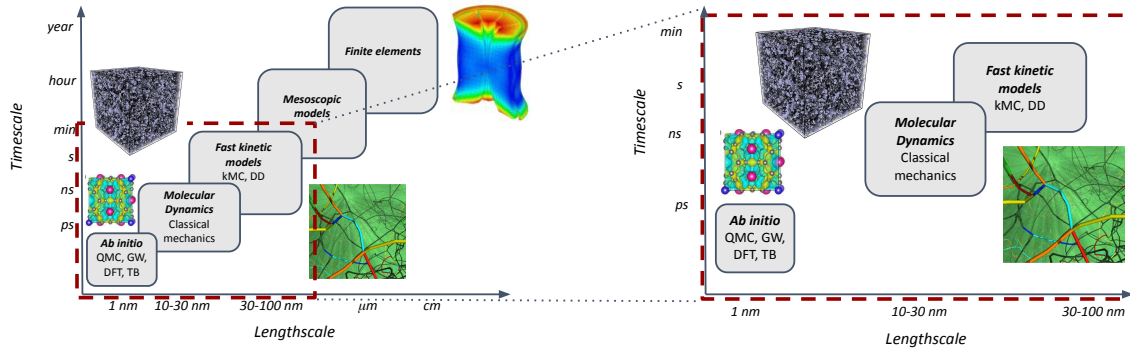 year
hour
min
s
ns
ps
Timescale
Finite elements
Mesoscopic
models
Fast kinetic
models
kMC, DD
Molecular
Dynamics
Classical
mechanics
Ab initio
QMC, GW,
DFT, TB
1 nm
10-30 nm
30-100 nm
μm
cm
Lengthscale
min
s
ns
ps
Timescale
Fast kinetic
models
kMC, DD
Molecular
Dynamics
Classical
mechanics
Ab initio
QMC, GW,
DFT, TB
1 nm
10-30 nm
30-100 nm
Lengthscale